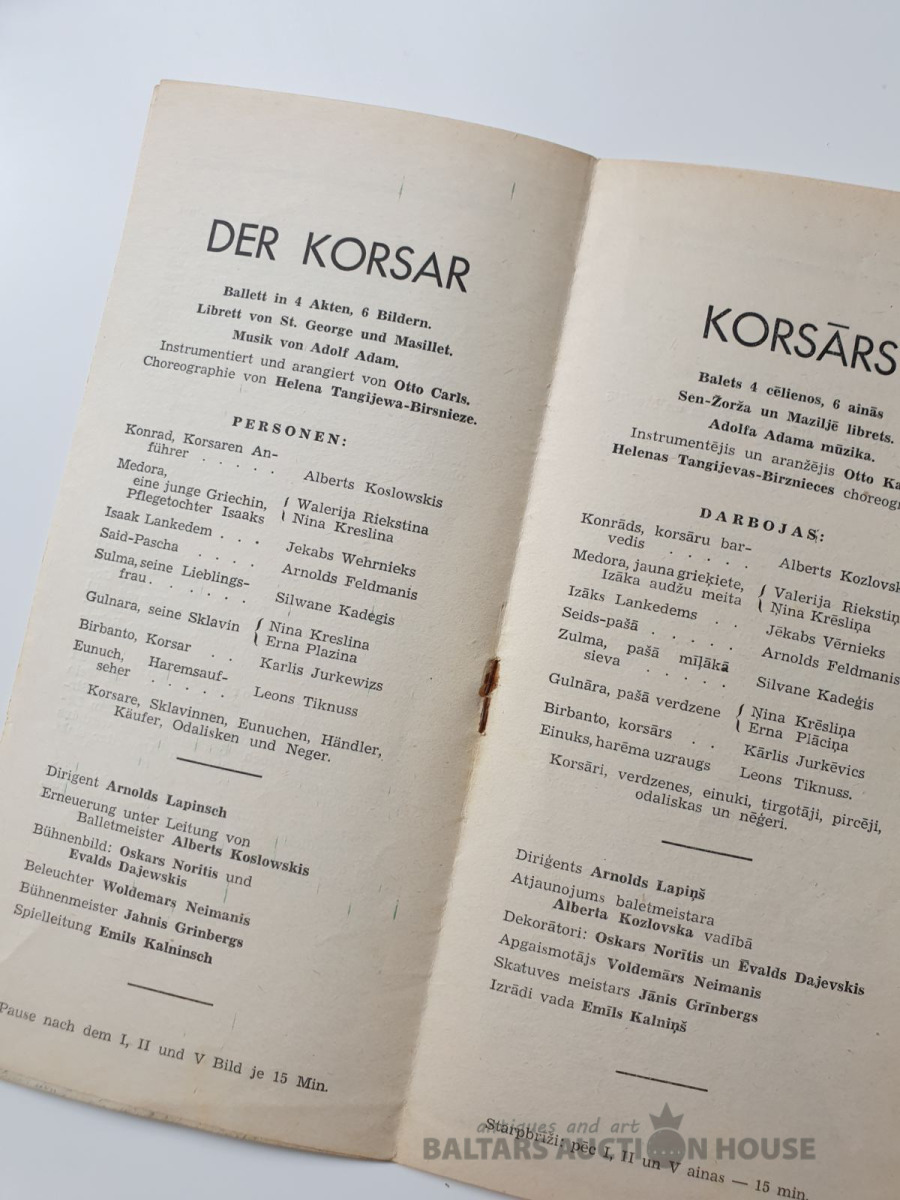 DER KORSAR
Ballett in 4 Akten, 6 Bildern.
Librett von St. George und Masillet.
Musik von Adolf Adam.
Instrumentiert und arangiert von Otto Carls.
Choreographie von Helena Tangijewa-Birsnieze.
PERSONEN:
Konrad, Korsaren An-
führer . . . . . Alberts Koslowskis
Medora,
eine junge Griechin, { Walerija Riekstina
Pflegetochter Isaaks { Nina Kreslina
Isaak Lankedem . . . Jekabs Wehrnieks
Said-Pascha . . . Arnolds Feldmanis
Sulma, seine Lieblings-
frau . . . . . Silwane Kadegis
Gulnara, seine Sklavin { Nina Kreslina
{ Erna Plazina
Birbanto, Korsar . . Karlis Jurkewizs
Eunuch, Haremsauf-
seher . . . . . Leons Tiknuss
Korsare, Sklavinnen, Eunuchen, Händler,
Käufer, Odalisken und Neger.
Dirigent Arnolds Lapinsch
Erneuerung unter Leitung von
Balletmeister Alberts Koslowskis
Bühnenbild: Oskars Noritis und
Evalds Dajewskis
Beleuchter Woldemars Neimanis
Bühnenmeister Jahnis Grinbergs
Spielleitung Emils Kalninsch
Pause nach dem I, II und V Bild je 15 Min.
KORSĀRS
Balets 4 cēlienos, 6 ainās
Sen-Žorža un Maziljē librets.
Adolfa Adama mūzika.
Instrumentējis un aranžējis Otto
Helenas Tangijevas-Birznieces
DARBOJAS:
Konrāds, korsāru bar-
vedis . . . . Alberts
Medora, jauna griekiete, { Valerija
Izāka audžu meita { Ņina Krēsliņa
Izāks Lankedems . . Jēkabs Vērnieks
Seids-pašā . . . . Arnolds Feldmanis
Zulma, pašā mīļākā
sieva . . . . Silvane Kadeģis
Gulnāra, pašā verdzene { Ņina Krēsliņa
{ Erna Plāciņa
Birbanto, korsārs . . Kārlis Jurkēvics
Einuks, harēma uzraugs Leons Tiknuss.
Korsāri, verdzenes, einuki, tirgotāji, pircēji,
odaliskas un nēģeri.
Diriģents Arnolds Lapiņš
Atjaunojums baletmeistara
Alberta Kozlovska vadībā
Dekorātori: Oskars Norītis un Ēvalds Dajevskis
Apgaismotājs Voldemārs Neimanis
Skatuves meistars Jānis Grīnbergs
Izrādi vada Emīls Kalniņš
Starpbrīži: pēc I, II un V ainas — 15 min.
antiques and art
BALTARS AUCTION HOUSE